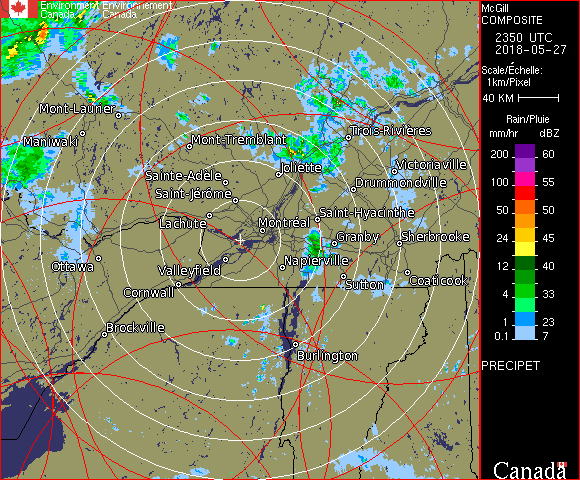 Environment Environnement
Canada Canada
McGill
COMPOSITE
2350 UTC
2018-05-27
Scale/Échelle:
1km/Pixel
40 KM
Rain/Pluie
mm/hr dBZ
200 60
100 55
50 50
24 45
12 40
4 33
1 23
0.1 7
PRECIPET
Canada
Mont-Laurier
Maniwaki
Mont-Tremblant
Trois-Rivières
Joliette
Victoriaville
Sainte-Adèle
Drummondville
Saint-Jérôme
Saint-Hyacinthe
Lachute
Montréal
Granby
Sherbrooke
Ottawa
Valleyfield
Napierville
Sutton
Coaticook
Cornwall
Brockville
Burlington